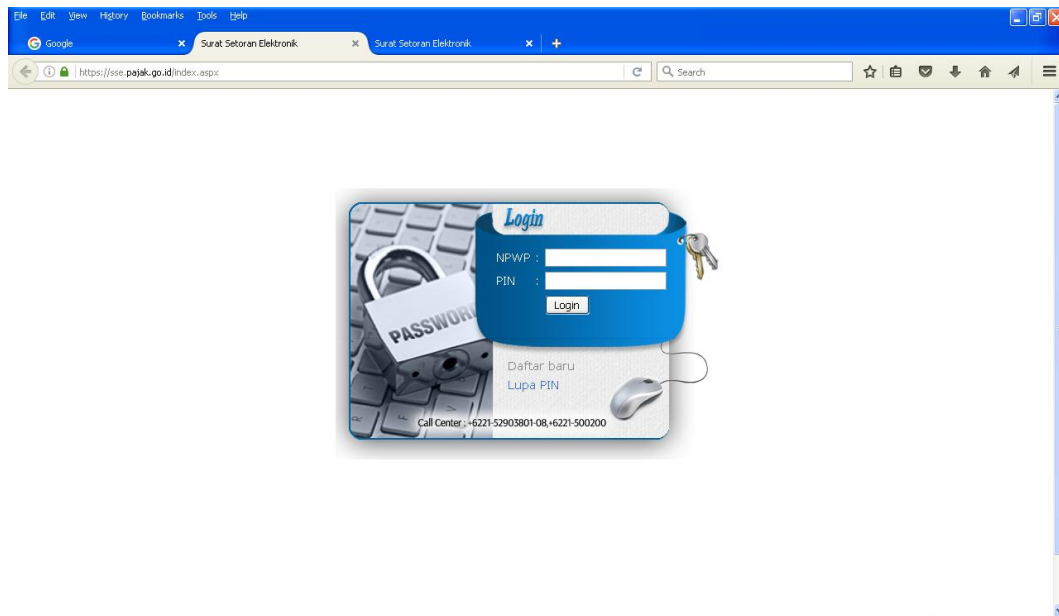 File Edit View History Bookmarks Tools Help
Google Surat Setoran Elektronik Surat Setoran Elektronik
https://sse.pajak.go.id/index.aspx Search
Login
NPWP :
PIN :
Login
PASSWOR
Daftar baru
Lupa PIN
Call Center : +6221-52903801-08,+6221-500200